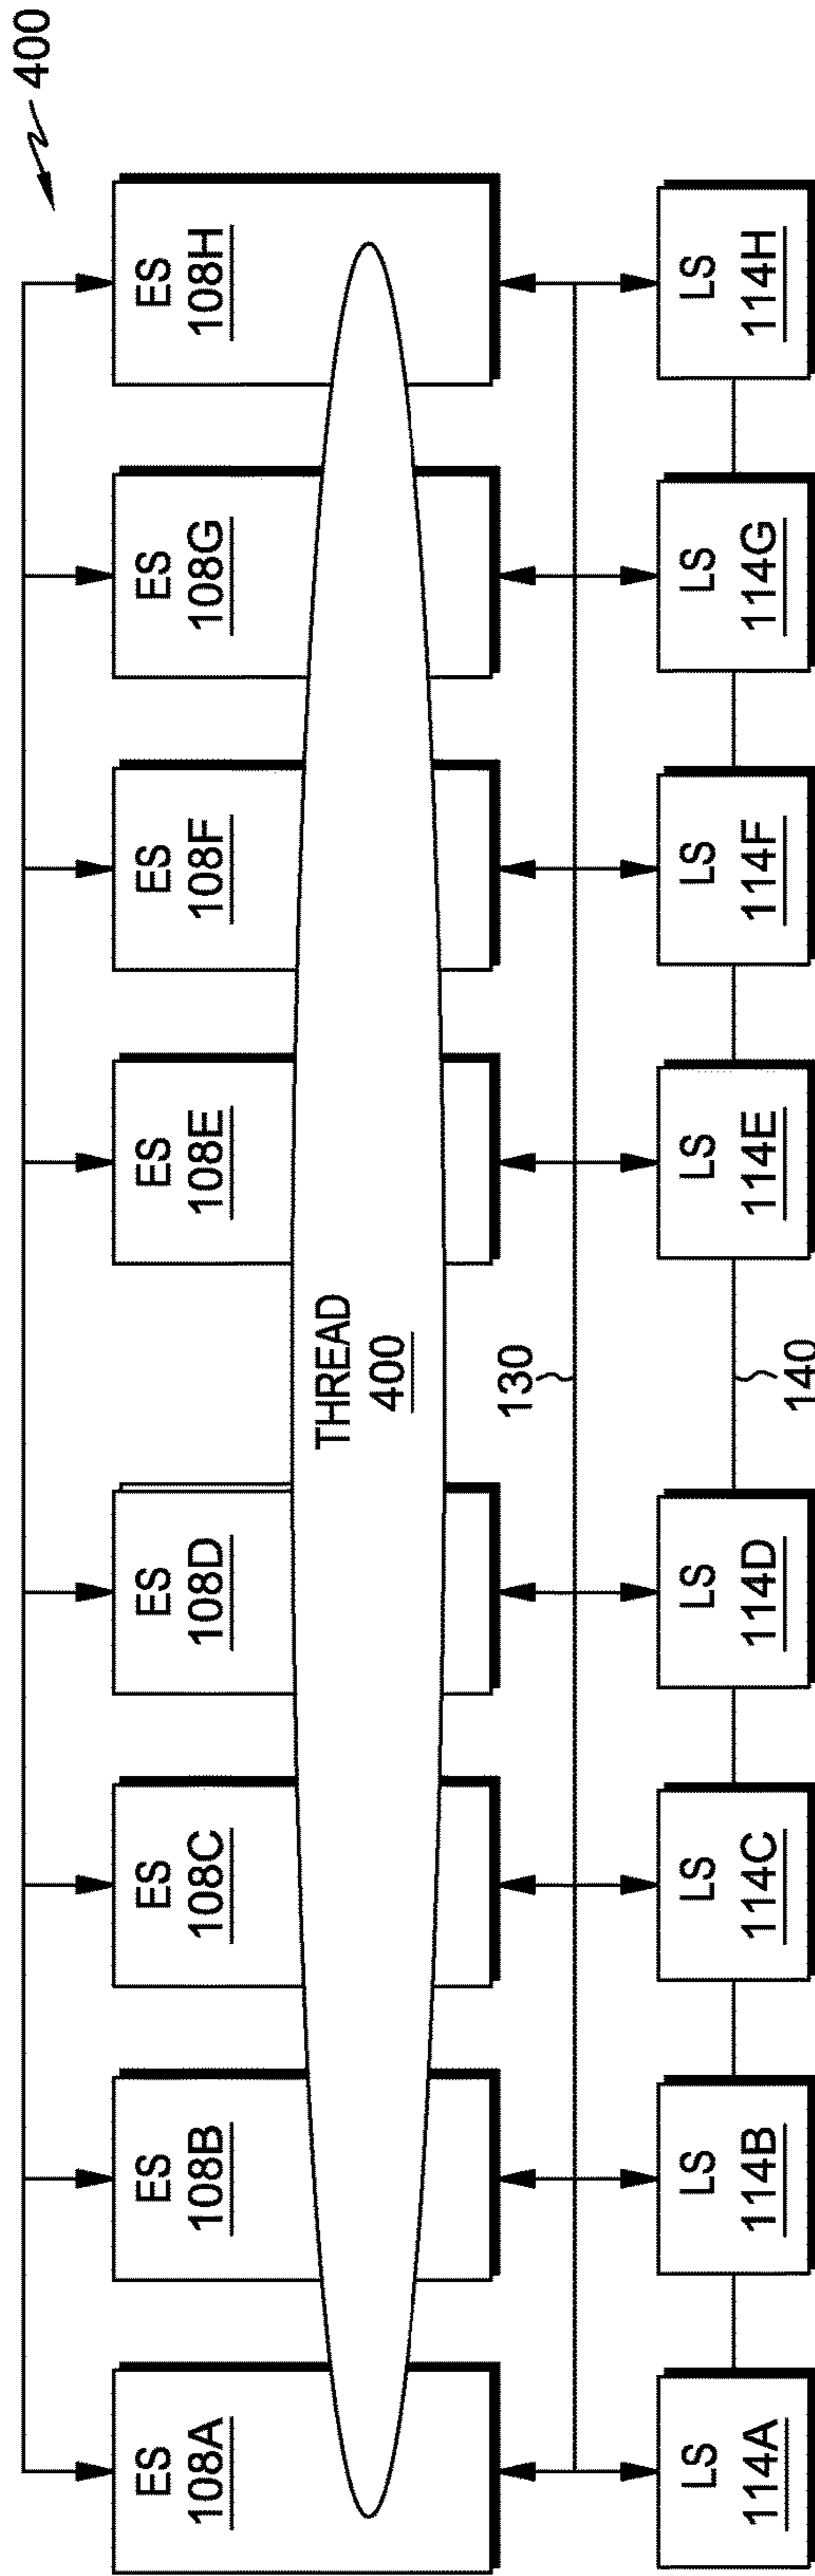 400
ES
108A
ES
108B
ES
108C
ES
108D
ES
108E
ES
108F
ES
108G
ES
108H
THREAD
400
130
140
LS
114A
LS
114B
LS
114C
LS
114D
LS
114E
LS
114F
LS
114G
LS
114H